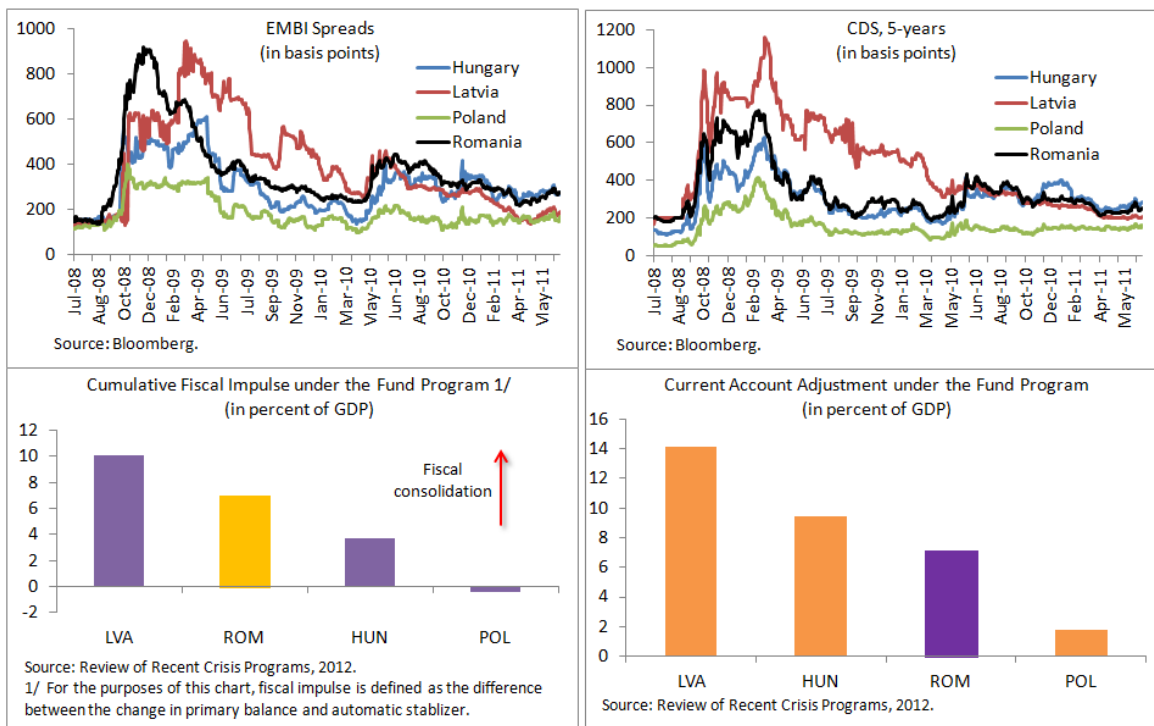 EMBI Spreads
(in basis points)
1000
800
600
400
200
0
Hungary
Latvia
Poland
Romania
Jul-08
Aug-08
Oct-08
Dec-08
Feb-09
Apr-09
Jun-09
Jul-09
Sep-09
Nov-09
Jan-10
Mar-10
May-10
Jun-10
Aug-10
Oct-10
Dec-10
Feb-11
Apr-11
May-11
Source: Bloomberg.
CDS, 5-years
(in basis points)
1200
1000
800
600
400
200
0
Hungary
Latvia
Poland
Romania
Jul-08
Aug-08
Oct-08
Dec-08
Feb-09
Apr-09
Jun-09
Jul-09
Sep-09
Nov-09
Jan-10
Mar-10
May-10
Jun-10
Aug-10
Oct-10
Dec-10
Feb-11
Apr-11
May-11
Source: Bloomberg.
Cumulative Fiscal Impulse under the Fund Program 1/
(in percent of GDP)
12
10
8
6
4
2
0
-2
Fiscal
consolidation
LVA
ROM
HUN
POL
Source: Review of Recent Crisis Programs, 2012.
1/ For the purposes of this chart, fiscal impulse is defined as the difference
between the change in primary balance and automatic stablizer.
Current Account Adjustment under the Fund Program
(in percent of GDP)
16
14
12
10
8
6
4
2
0
LVA
HUN
ROM
POL
Source: Review of Recent Crisis Programs, 2012.